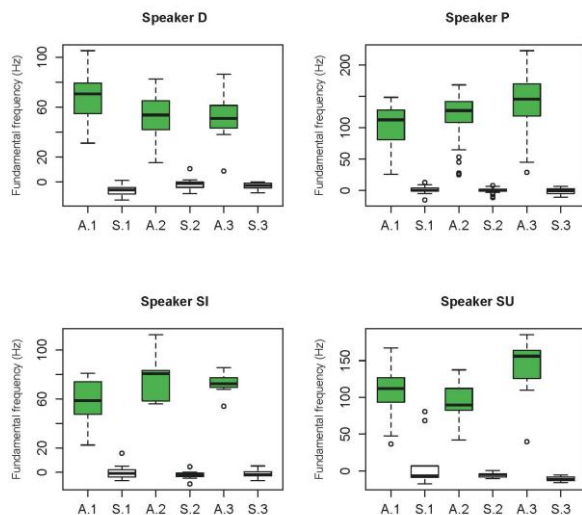 Speaker D
Fundamental frequency (Hz)
100
60
20
0
A.1 S.1 A.2 S.2 A.3 S.3
Speaker P
Fundamental frequency (Hz)
200
100
50
0
A.1 S.1 A.2 S.2 A.3 S.3
Speaker SI
Fundamental frequency (Hz)
100
60
20
0
A.1 S.1 A.2 S.2 A.3 S.3
Speaker SU
Fundamental frequency (Hz)
150
100
50
0
A.1 S.1 A.2 S.2 A.3 S.3